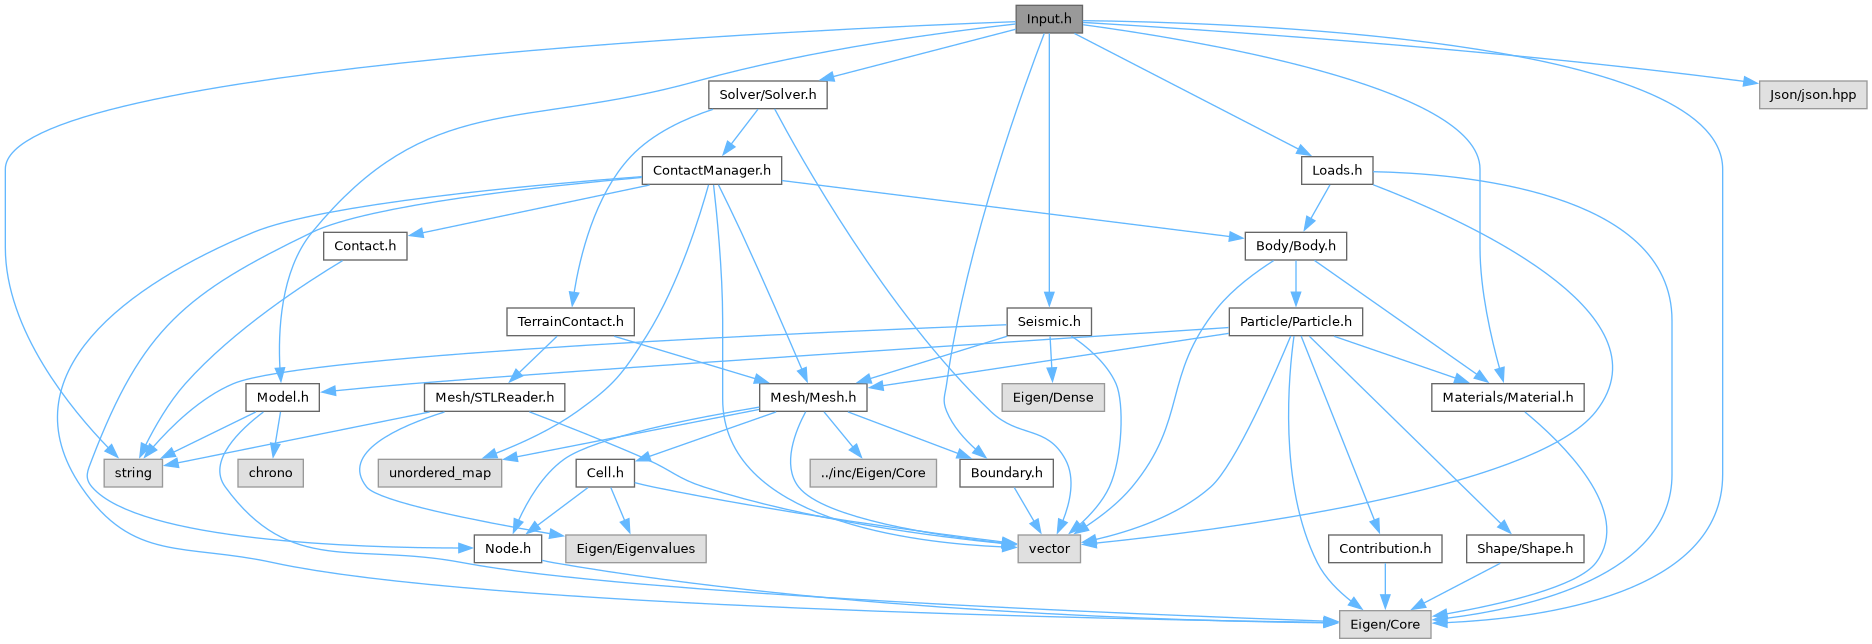 Input.h
Solver/Solver.h
Json/json.hpp
ContactManager.h
Loads.h
Contact.h
Body/Body.h
TerrainContact.h
Seismic.h
Particle/Particle.h
Model.h
Mesh/STLReader.h
Mesh/Mesh.h
Eigen/Dense
Materials/Material.h
string
chrono
unordered_map
Cell.h
../inc/Eigen/Core
Boundary.h
Node.h
Eigen/Eigenvalues
vector
Contribution.h
Shape/Shape.h
Eigen/Core